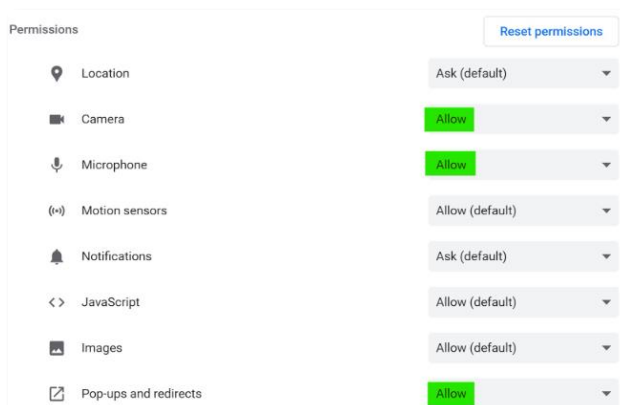 Permissions Reset permissions
Location Ask (default)
Camera Allow
Microphone Allow
Motion sensors Allow (default)
Notifications Ask (default)
JavaScript Allow (default)
Images Allow (default)
Pop-ups and redirects Allow